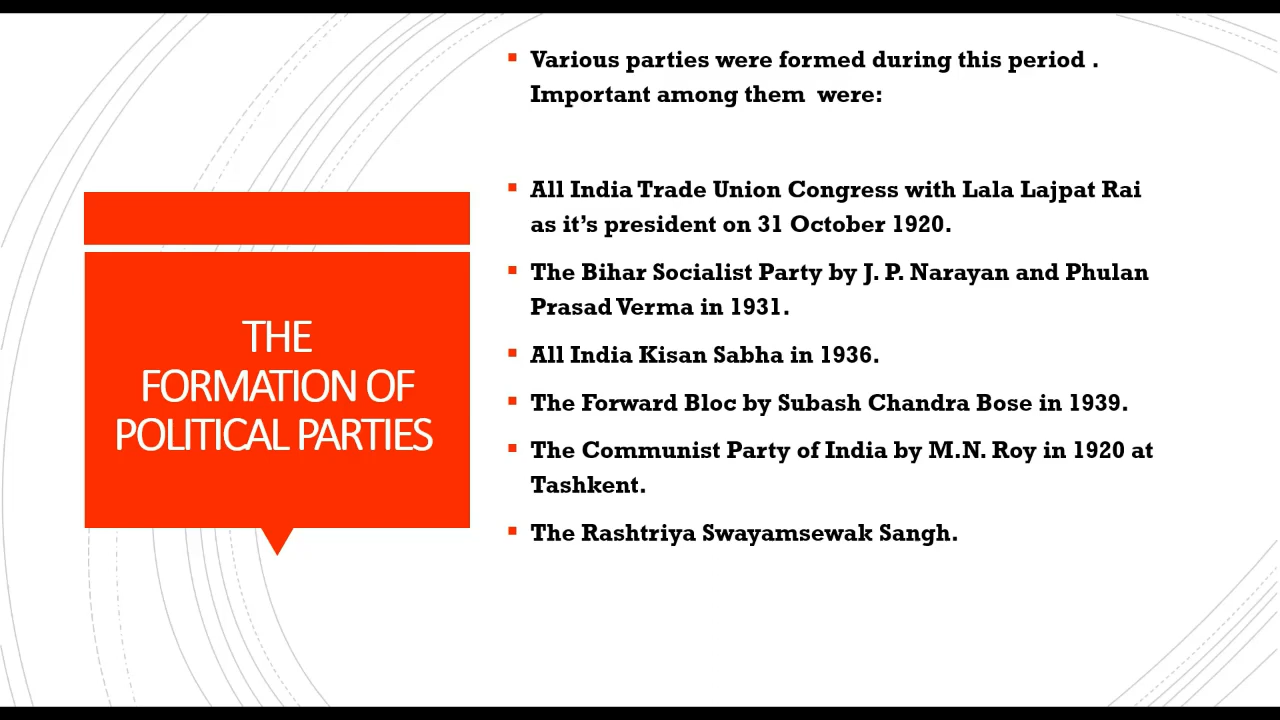 THE
FORMATION OF
POLITICAL PARTIES
Various parties were formed during this period .
Important among them  were:
All India Trade Union Congress with Lala Lajpat Rai
as it’s president on 31 October 1920.
The Bihar Socialist Party by J. P. Narayan and Phulan
Prasad Verma in 1931.
All India Kisan Sabha in 1936.
The Forward Bloc by Subash Chandra Bose in 1939.
The Communist Party of India by M.N. Roy in 1920 at
Tashkent.
The Rashtriya Swayamsewak Sangh.